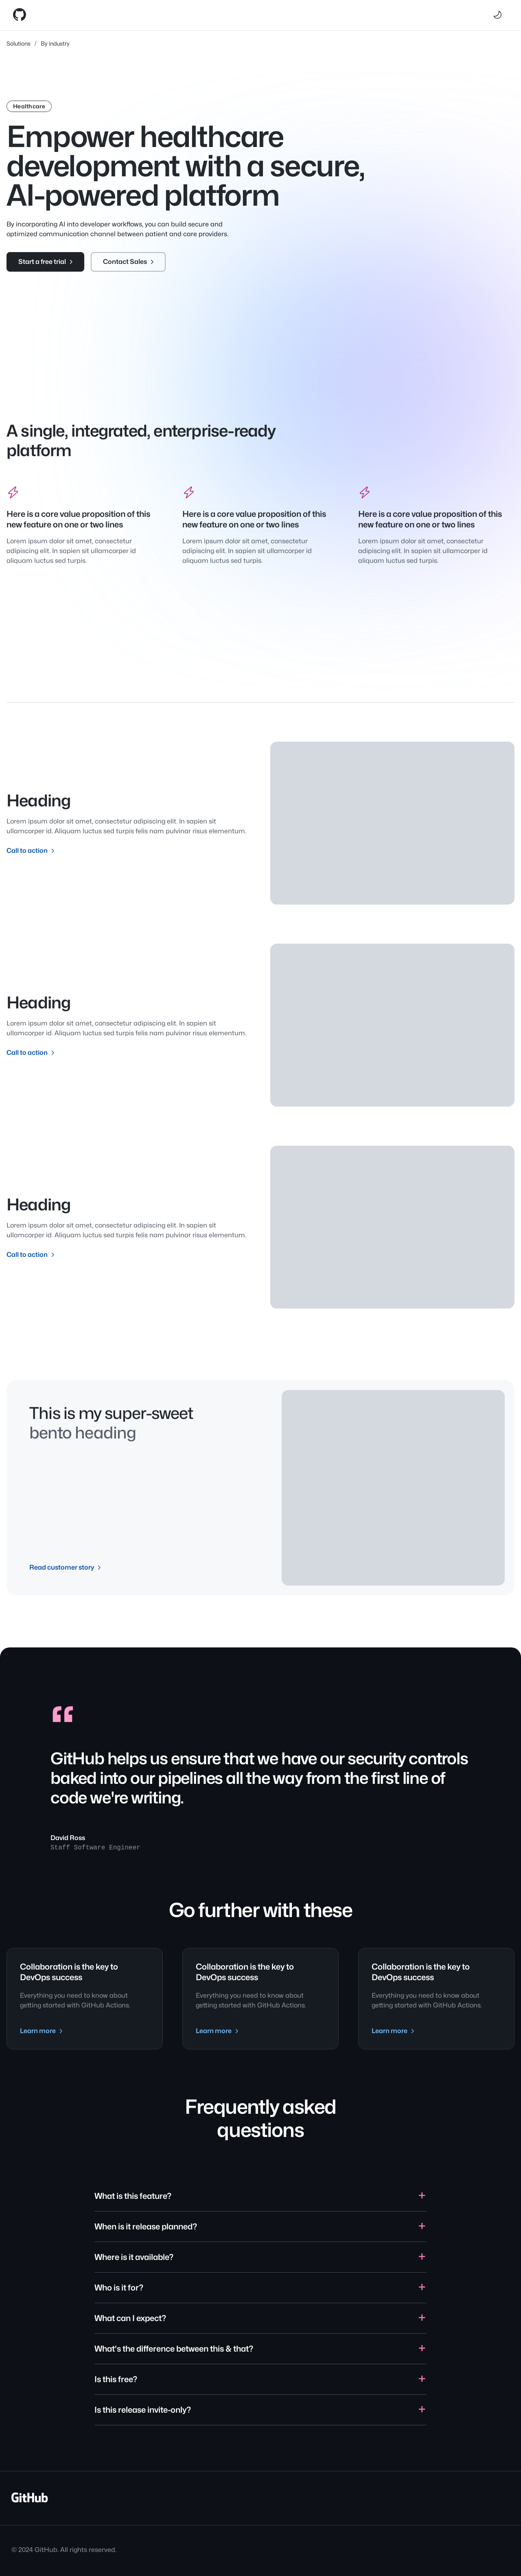 Solutions / By industry
Healthcare
Empower healthcare
development with a secure,
AI-powered platform
By incorporating AI into developer workflows, you can build secure and
optimized communication channel between patient and care providers.
Start a free trial
Contact Sales
A single, integrated, enterprise-ready
platform
Here is a core value proposition of this
new feature on one or two lines
Lorem ipsum dolor sit amet, consectetur
adipiscing elit. In sapien sit ullamcorper id
aliquam luctus sed turpis.
Here is a core value proposition of this
new feature on one or two lines
Lorem ipsum dolor sit amet, consectetur
adipiscing elit. In sapien sit ullamcorper id
aliquam luctus sed turpis.
Here is a core value proposition of this
new feature on one or two lines
Lorem ipsum dolor sit amet, consectetur
adipiscing elit. In sapien sit ullamcorper id
aliquam luctus sed turpis.
Heading
Lorem ipsum dolor sit amet, consectetur adipiscing elit. In sapien sit
ullamcorper id. Aliquam luctus sed turpis felis nam pulvinar risus elementum.
Call to action
Heading
Lorem ipsum dolor sit amet, consectetur adipiscing elit. In sapien sit
ullamcorper id. Aliquam luctus sed turpis felis nam pulvinar risus elementum.
Call to action
Heading
Lorem ipsum dolor sit amet, consectetur adipiscing elit. In sapien sit
ullamcorper id. Aliquam luctus sed turpis felis nam pulvinar risus elementum.
Call to action
This is my super-sweet
bento heading
Read customer story
“
GitHub helps us ensure that we have our security controls
baked into our pipelines all the way from the first line of
code we're writing.
David Ross
Staff Software Engineer
Go further with these
Collaboration is the key to
DevOps success
Everything you need to know about
getting started with GitHub Actions.
Learn more
Collaboration is the key to
DevOps success
Everything you need to know about
getting started with GitHub Actions.
Learn more
Collaboration is the key to
DevOps success
Everything you need to know about
getting started with GitHub Actions.
Learn more
Frequently asked
questions
What is this feature?
When is it release planned?
Where is it available?
Who is it for?
What can I expect?
What's the difference between this & that?
Is this free?
Is this release invite-only?
GitHub
© 2024 GitHub. All rights reserved.